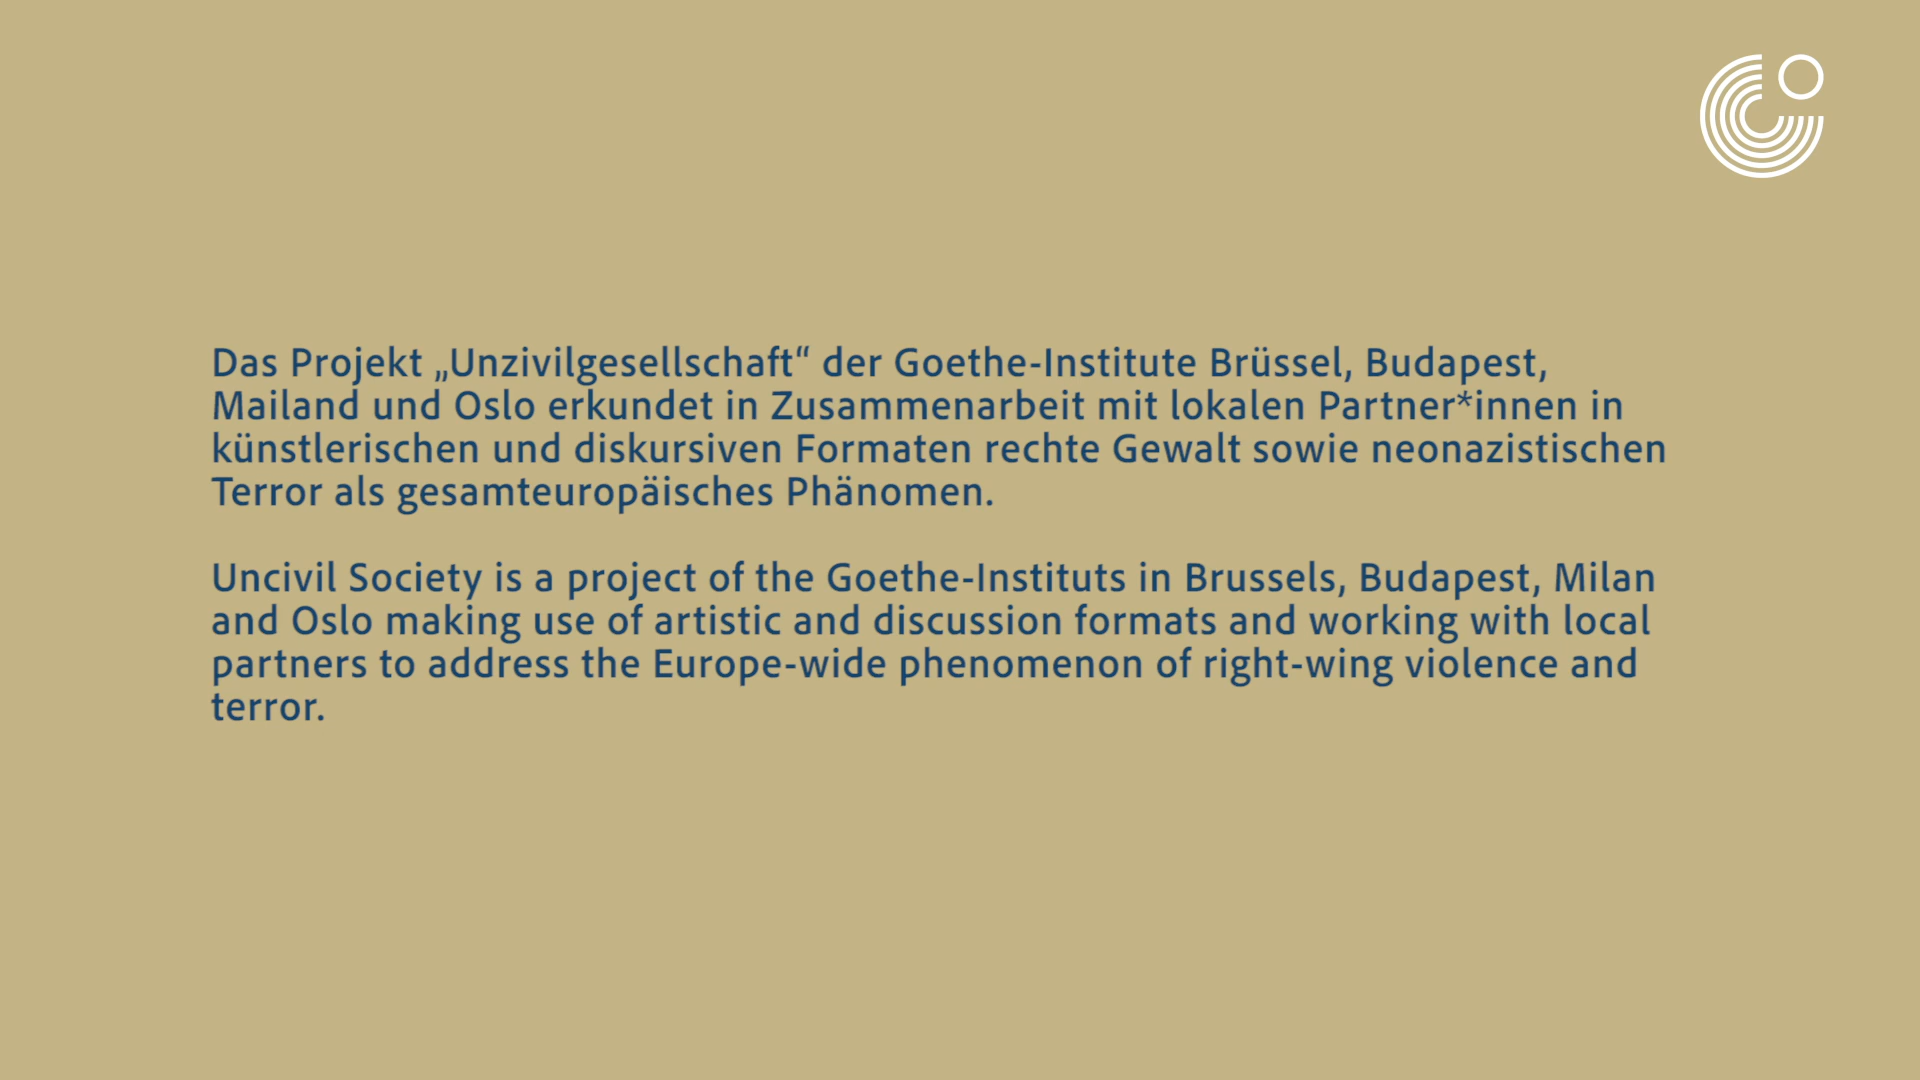 Das Projekt „Unzivilgesellschaft“ der Goethe-Institute Brüssel, Budapest,
Mailand und Oslo erkundet in Zusammenarbeit mit lokalen Partner*innen in
künstlerischen und diskursiven Formaten rechte Gewalt sowie neonazistischen
Terror als gesamteuropäisches Phänomen.
Uncivil Society is a project of the Goethe-Instituts in Brussels, Budapest, Milan
and Oslo making use of artistic and discussion formats and working with local
partners to address the Europe-wide phenomenon of right-wing violence and
terror.